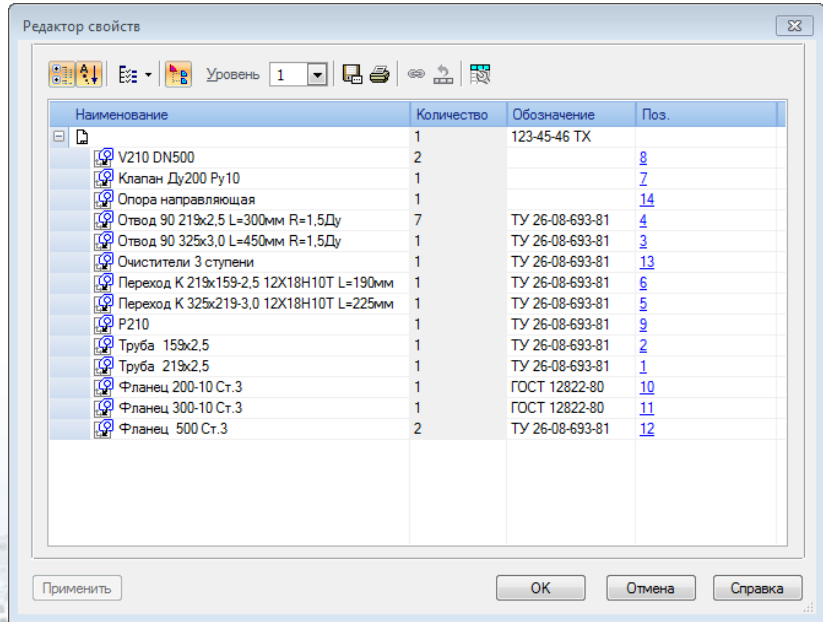 Редактор свойств
Уровень 1
Наименование Количество Обозначение Поз.
1 123-45-46 ТХ
V210 DN500 2 8
Клапан Ду200 Ру10 1 7
Опора направляющая 1 14
Отвод 90 219х2,5 L=300мм R=1,5Ду 7 ТУ 26-08-693-81 4
Отвод 90 325х3,0 L=450мм R=1,5Ду 1 ТУ 26-08-693-81 3
Очистители 3 ступени 1 ТУ 26-08-693-81 13
Переход К 219х159-2,5 12Х18Н10Т L=190мм 1 ТУ 26-08-693-81 6
Переход К 325х219-3,0 12Х18Н10Т L=225мм 1 ТУ 26-08-693-81 5
Р210 1 ТУ 26-08-693-81 9
Труба 159х2,5 1 ТУ 26-08-693-81 2
Труба 219х2,5 1 ТУ 26-08-693-81 1
Фланец 200-10 Ст.3 1 ГОСТ 12822-80 10
Фланец 300-10 Ст.3 1 ГОСТ 12822-80 11
Фланец 500 Ст.3 2 ТУ 26-08-693-81 12
Применить OK Отмена Справка